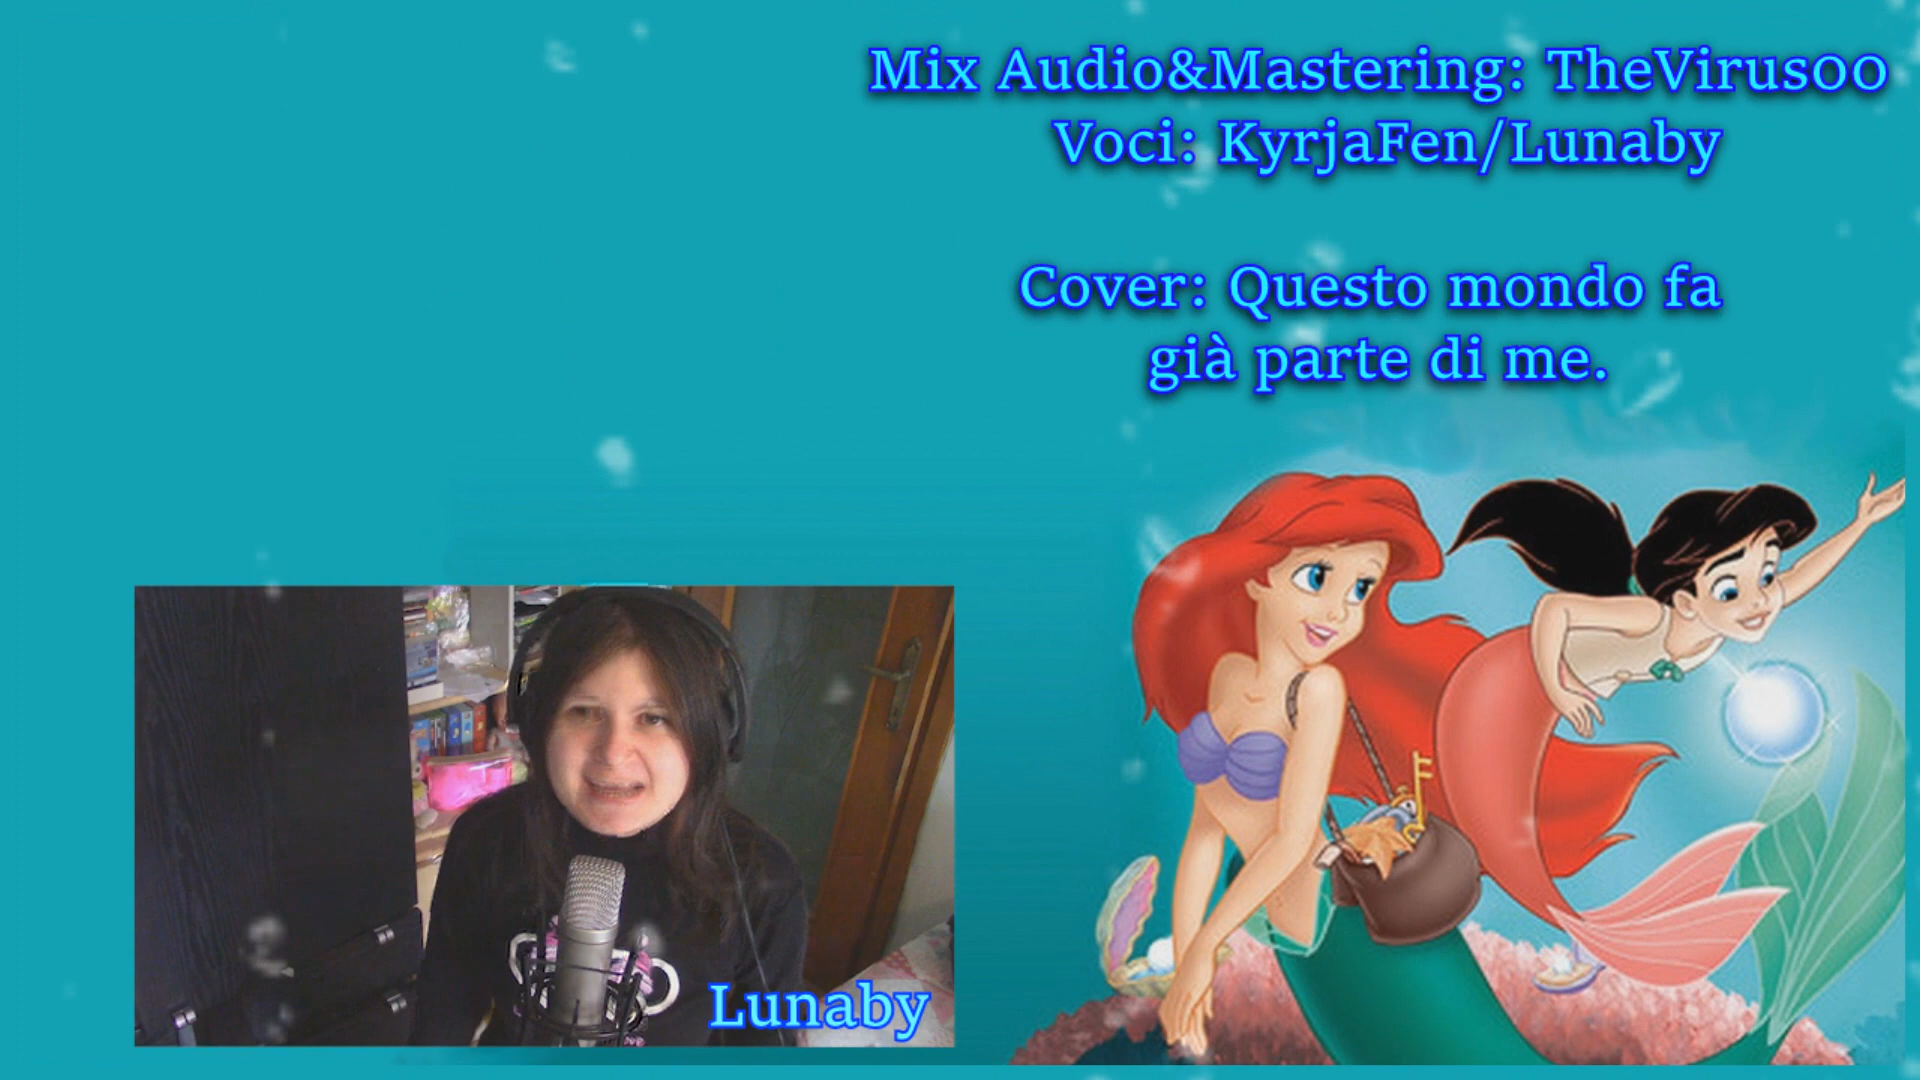 Mix Audio&Mastering: TheVirus00
Voci: KyrjaFen/Lunaby
Cover: Questo mondo fa
già parte di me.
Lunaby